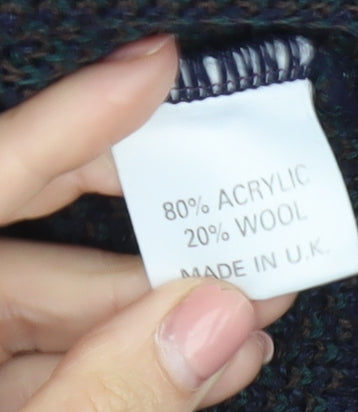 80% ACRYLIC
20% WOOL
MADE IN U.K.